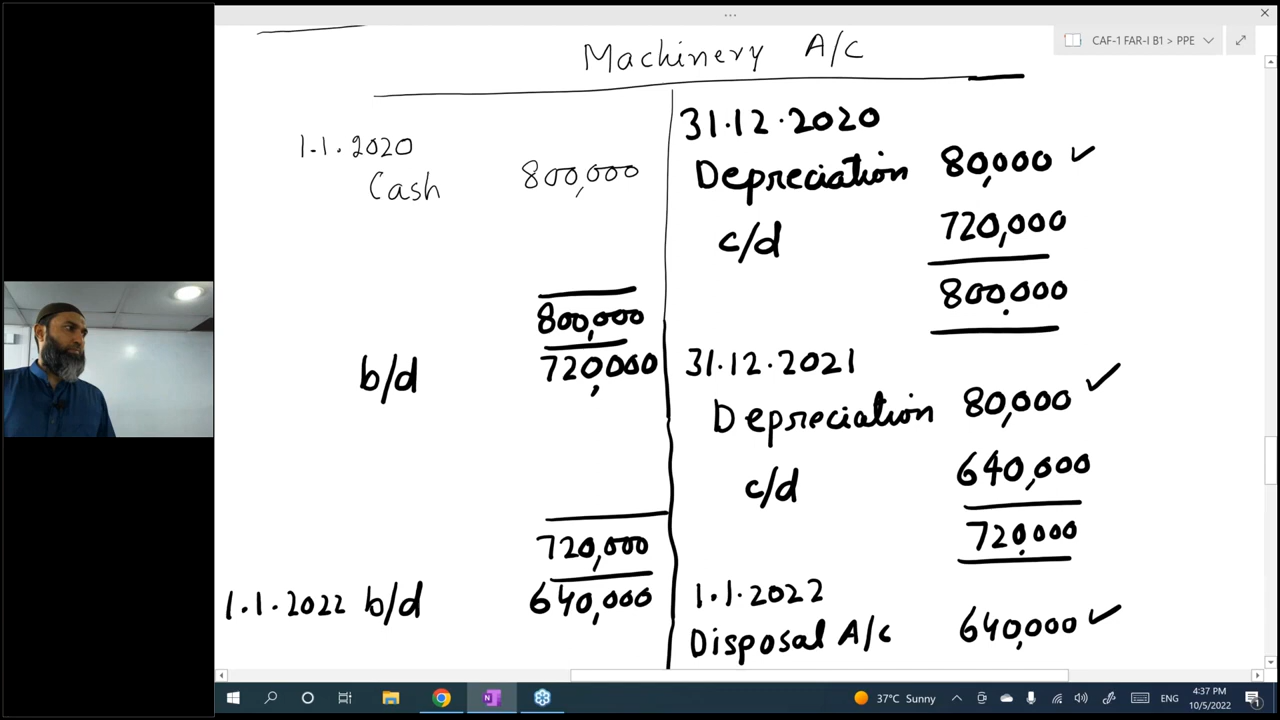 CAF-1 FAR-I B1 > PPE
Machinery A/C
1.1.2020
Cash 800,000
800,000
b/d 720,000
720,000
1.1.2022 b/d 640,000
31.12.2020
Depreciation 80,000 ✓
c/d 720,000
800,000
31.12.2021
Depreciation 80,000 ✓
c/d 640,000
720,000
1.1.2022
Disposal A/c 640,000 ✓
37°C Sunny
ENG
4:37 PM
10/5/2022
1